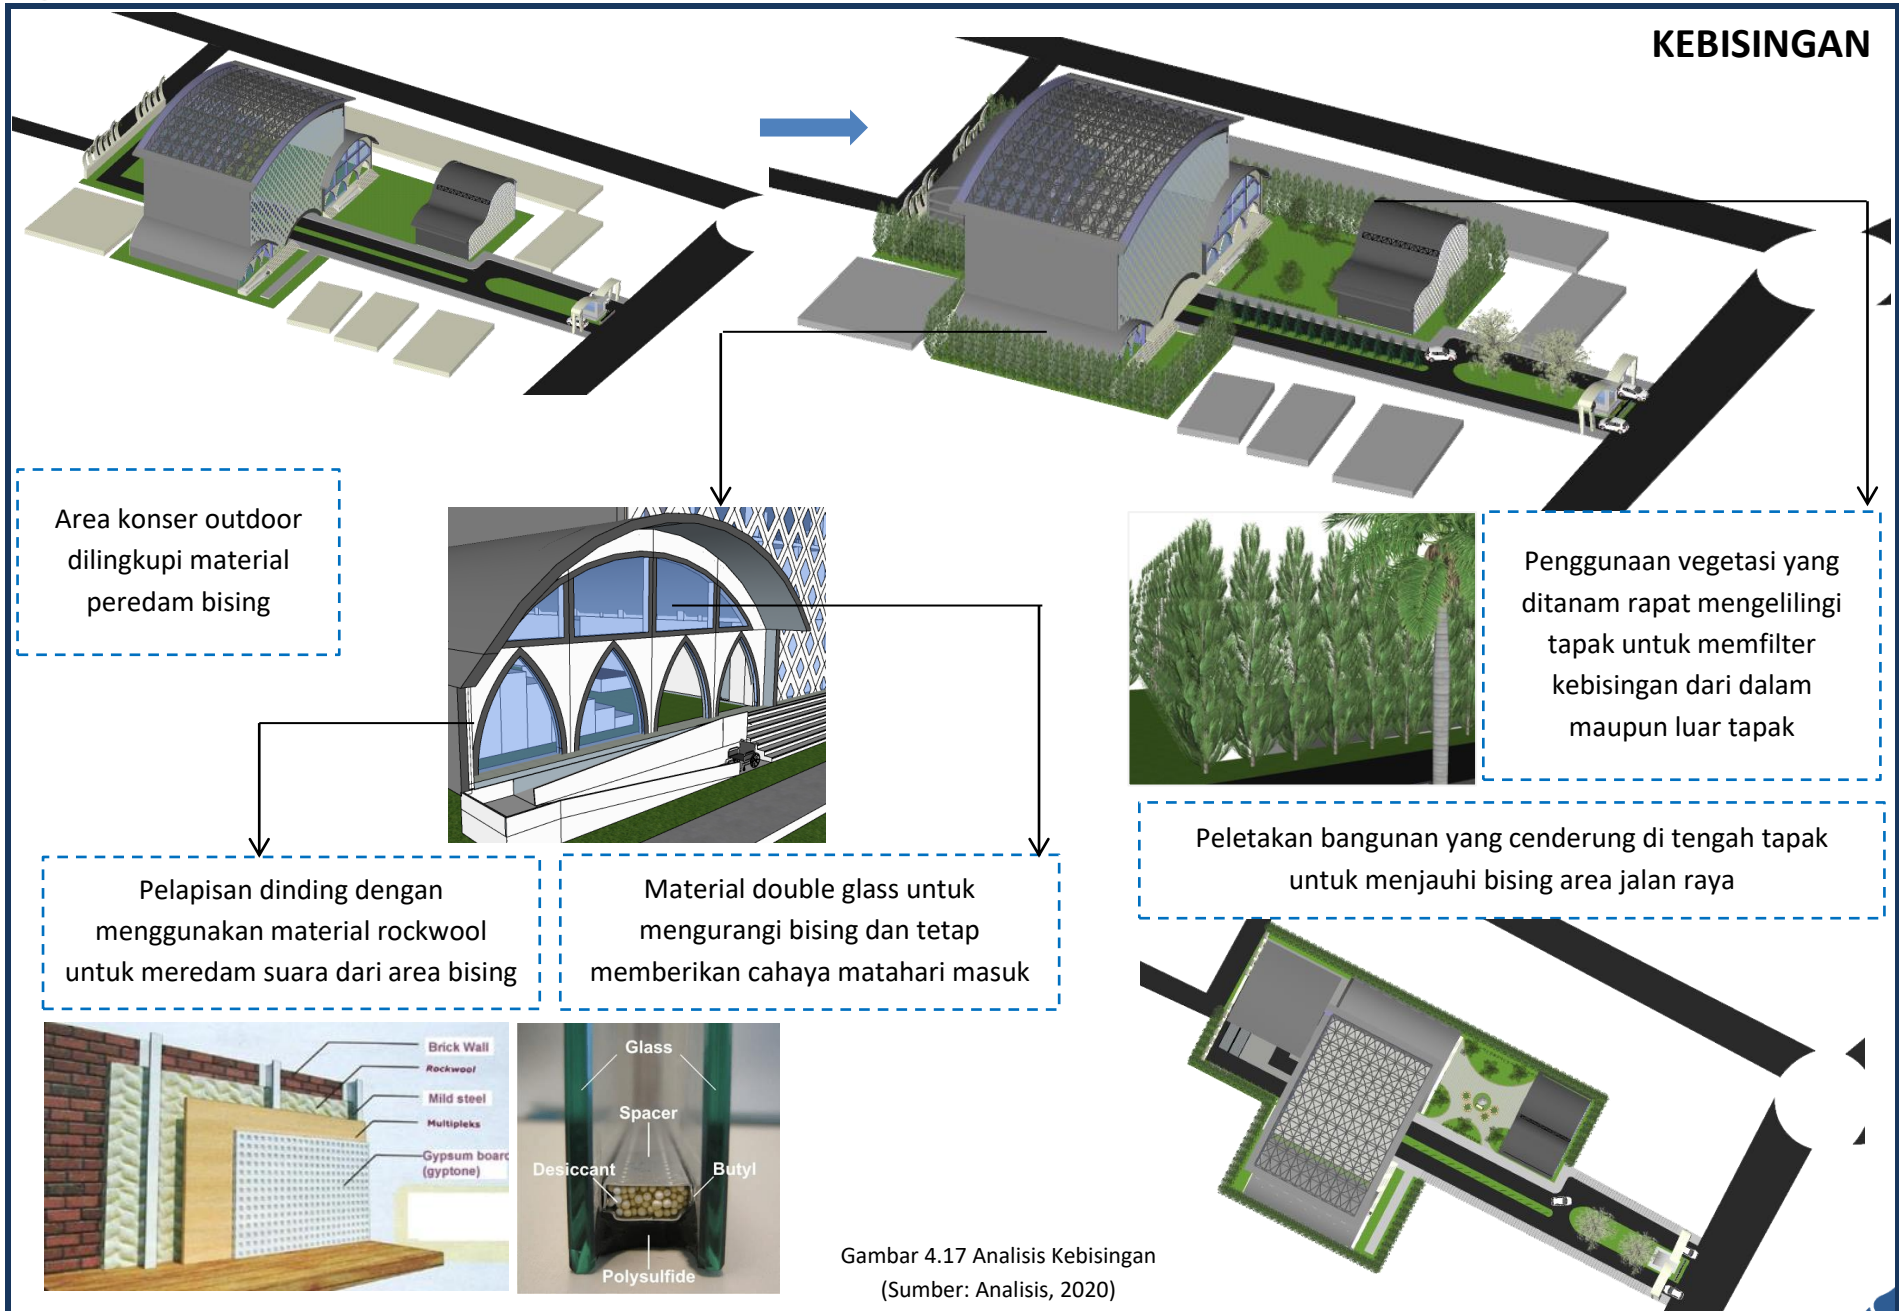 KEBISINGAN
Area konser outdoor
dilingkupi material
peredam bising
Penggunaan vegetasi yang
ditanam rapat mengelilingi
tapak untuk memfilter
kebisingan dari dalam
maupun luar tapak
Peletakan bangunan yang cenderung di tengah tapak
untuk menjauhi bising area jalan raya
Pelapisan dinding dengan
menggunakan material rockwool
untuk meredam suara dari area bising
Material double glass untuk
mengurangi bising dan tetap
memberikan cahaya matahari masuk
Brick Wall
Rockwool
Mild steel
Multipleks
Gypsum board
(gyptone)
Glass
Spacer
Desiccant
Butyl
Polysulfide
Gambar 4.17 Analisis Kebisingan
(Sumber: Analisis, 2020)